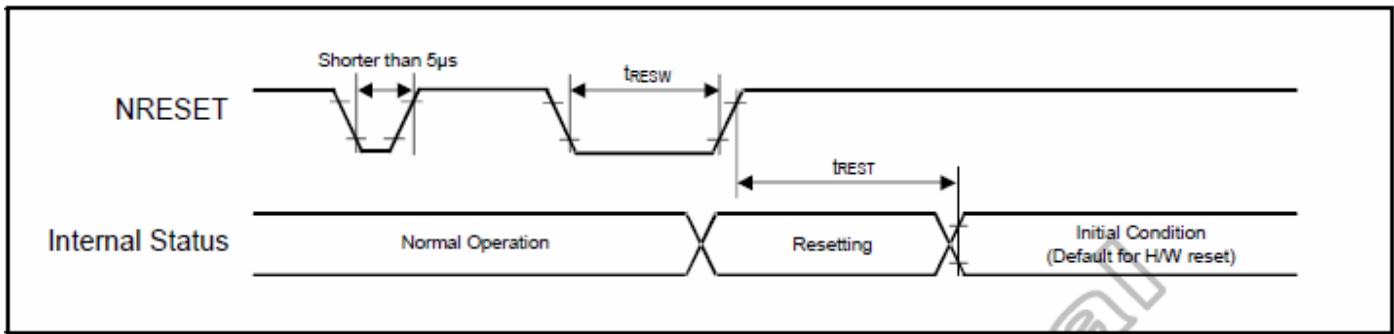 Shorter than 5µs
tRESW
NRESET
tREST
Internal Status
Normal Operation
Resetting
Initial Condition
(Default for H/W reset)